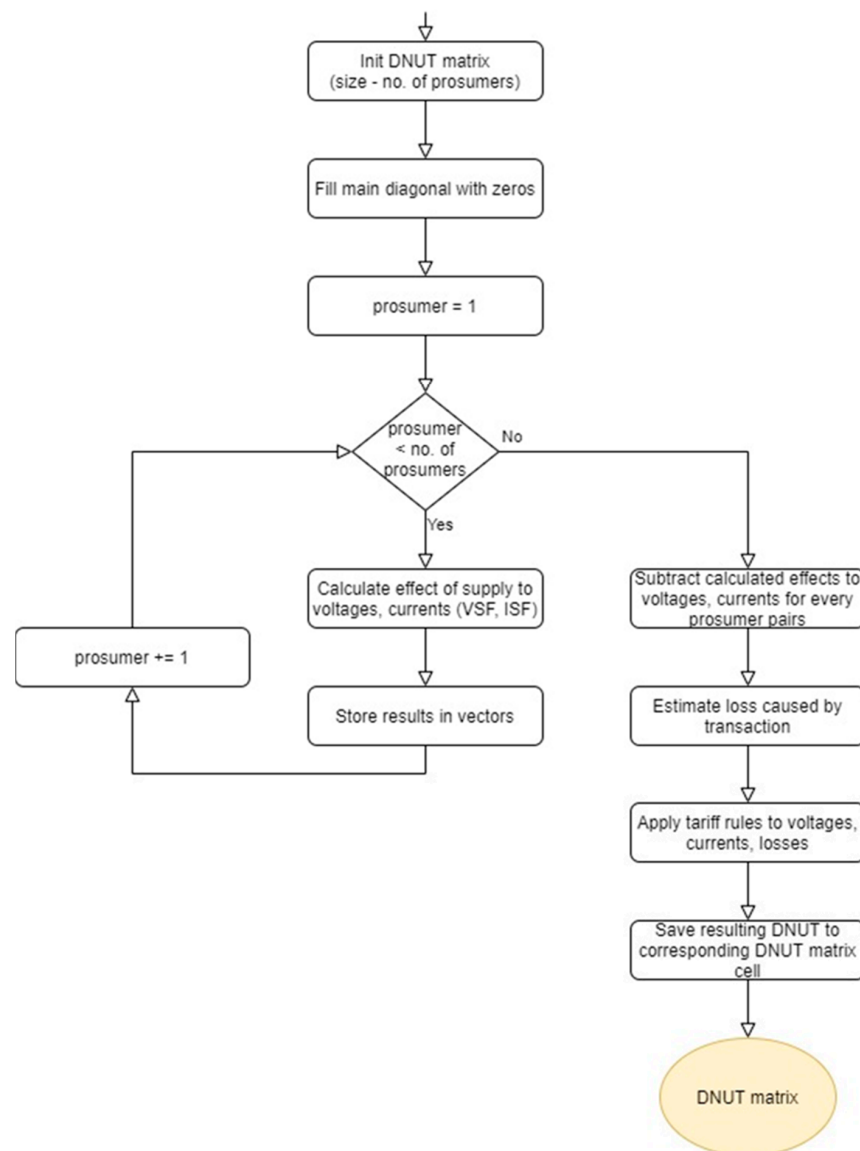 Init DNUT matrix
(size - no. of prosumers)
Fill main diagonal with zeros
prosumer = 1
prosumer
< no. of
prosumers
No
Yes
Calculate effect of supply to
voltages, currents (VSF, ISF)
Store results in vectors
prosumer += 1
Subtract calculated effects to
voltages, currents for every
prosumer pairs
Estimate loss caused by
transaction
Apply tariff rules to voltages,
currents, losses
Save resulting DNUT to
corresponding DNUT matrix
cell
DNUT matrix